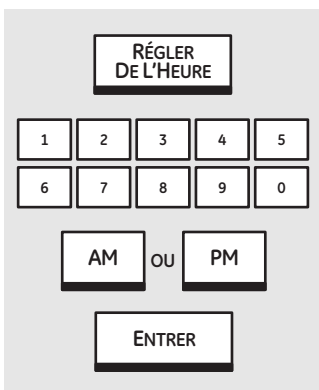 RÉGLER
DE L'HEURE
1 2 3 4 5
6 7 8 9 0
AM OU PM
ENTRER